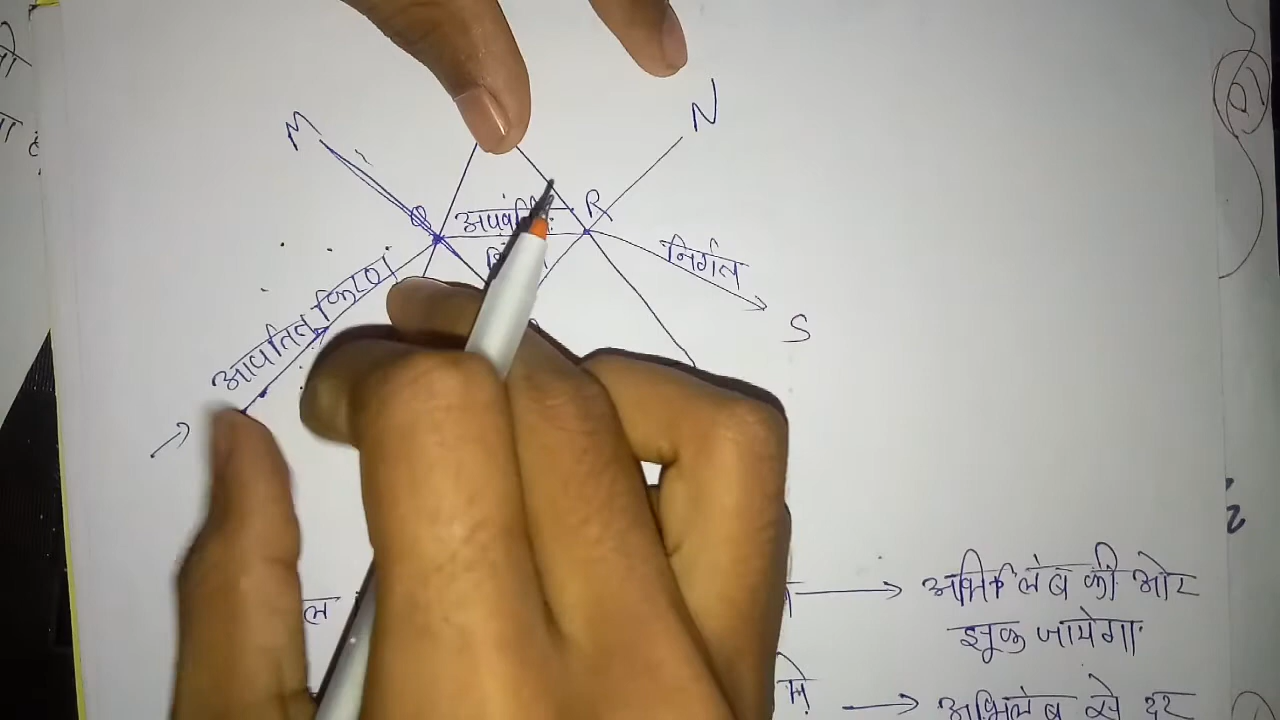 M
N
Q
अपवर्तित
R
आपतित किरण
निर्गत
S
अभिलंब की ओर
झूक जायेगा
में
अभिलंब से दूर